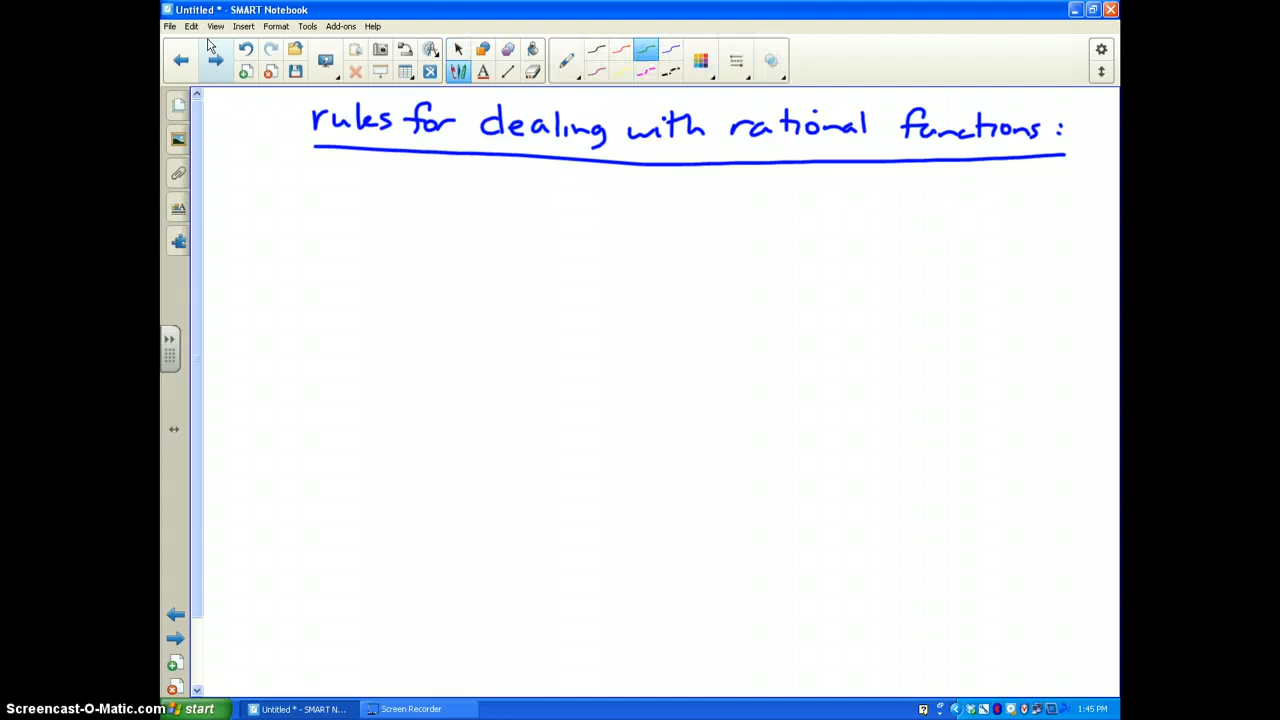 Untitled * - SMART Notebook
File Edit View Insert Format Tools Add-ons Help
rules for dealing with rational functions :
Screencast-O-Matic.com
start
Untitled * - SMART N...
Screen Recorder
1:45 PM